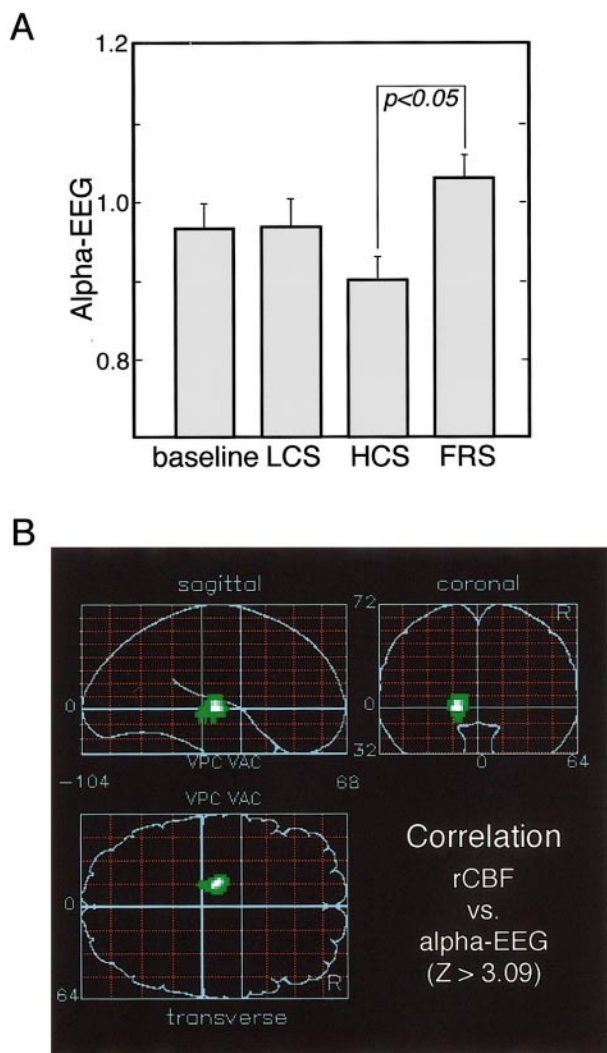 A
1.2
p<0.05
1.0
Alpha-EEG
0.8
baseline LCS HCS FRS
B
sagittal coronal
72
R
0 0
VPC VAC 32
-104 68 0 64
VPC VAC
Correlation
rCBF
vs.
alpha-EEG
(Z > 3.09)
0
R
64
transverse